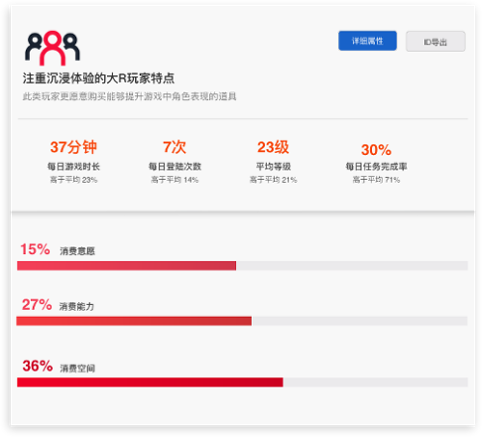 详细属性
ID导出
注重沉浸体验的大R玩家特点
此类玩家更愿意购买能够提升游戏中角色表现的道具
37分钟 7次 23级 30%
每日游戏时长 每日登陆次数 平均等级 每日任务完成率
高于平均 23% 高于平均 14% 高于平均 21% 高于平均 71%
15% 消费意愿
27% 消费能力
36% 消费空间